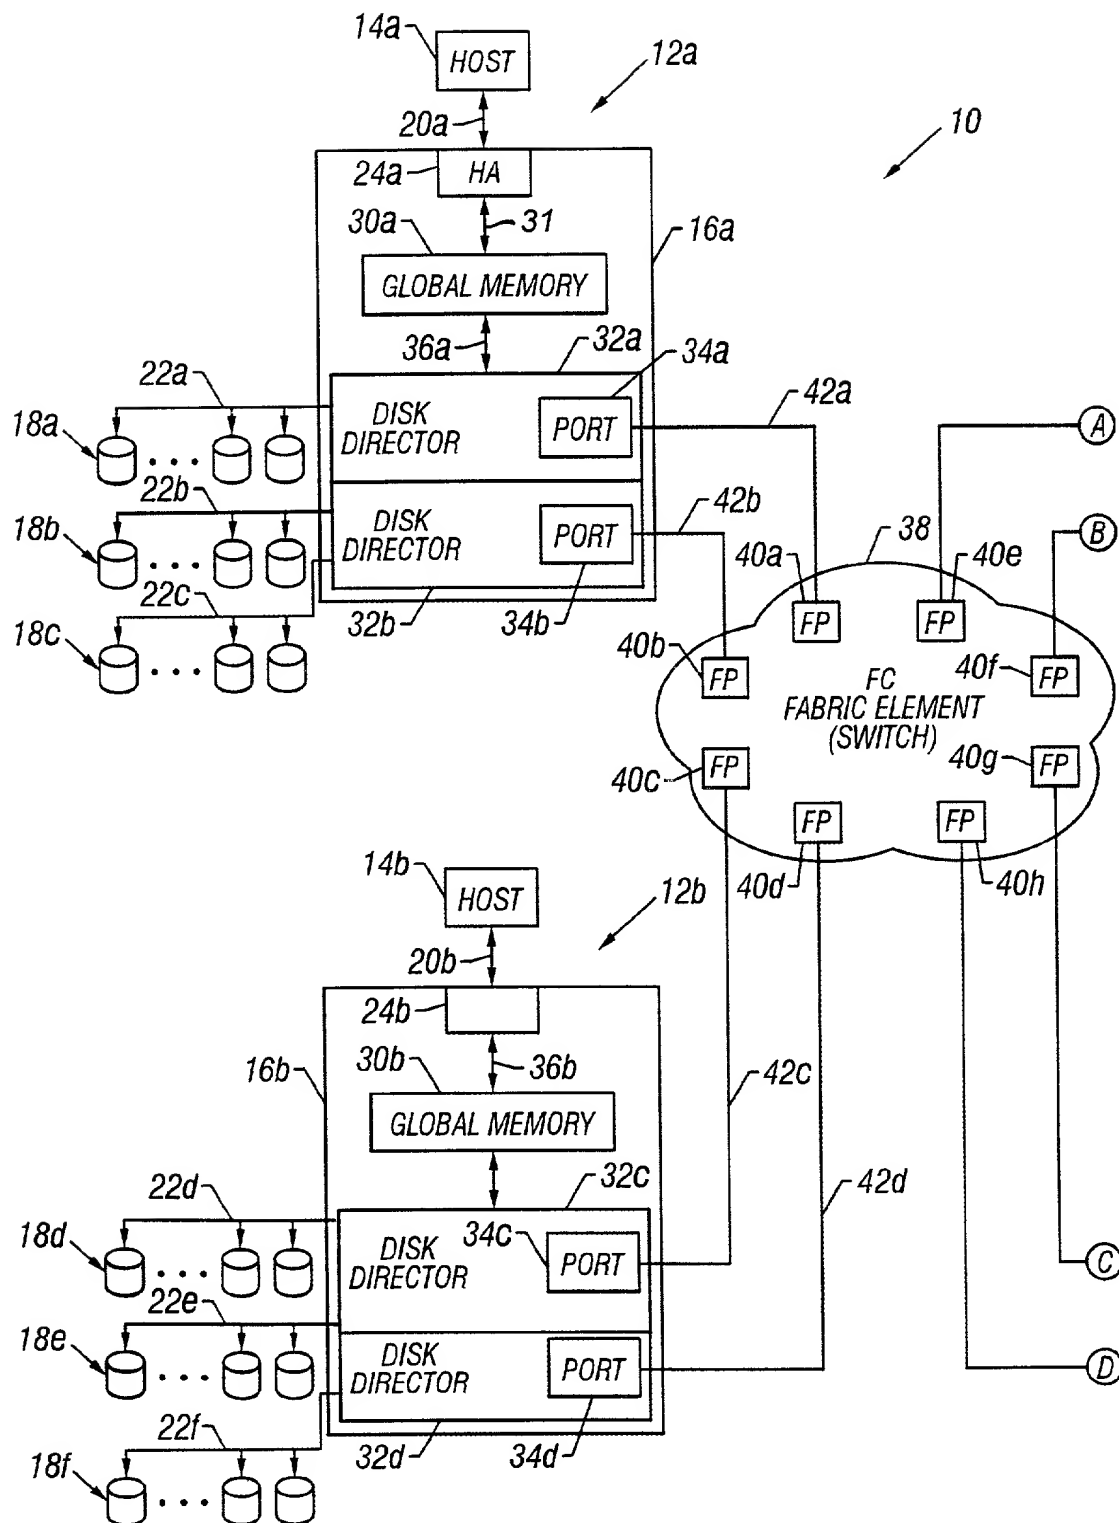 14a
HOST
12a
10
20a
24a
HA
31
30a
16a
GLOBAL MEMORY
36a
32a
34a
22a
42a
18a
DISK
DIRECTOR
PORT
A
22b
42b
18b
DISK
DIRECTOR
PORT
B
38
40a
40e
22c
32b
34b
18c
FP
FP
40b
FP
40f
FP
FC
FABRIC ELEMENT
(SWITCH)
40c
FP
40g
FP
FP
FP
40d
40h
14b
HOST
12b
20b
24b
30b
36b
16b
42c
GLOBAL MEMORY
32c
42d
22d
34c
18d
DISK
DIRECTOR
PORT
C
22e
18e
DISK
DIRECTOR
PORT
D
22f
32d
34d
18f